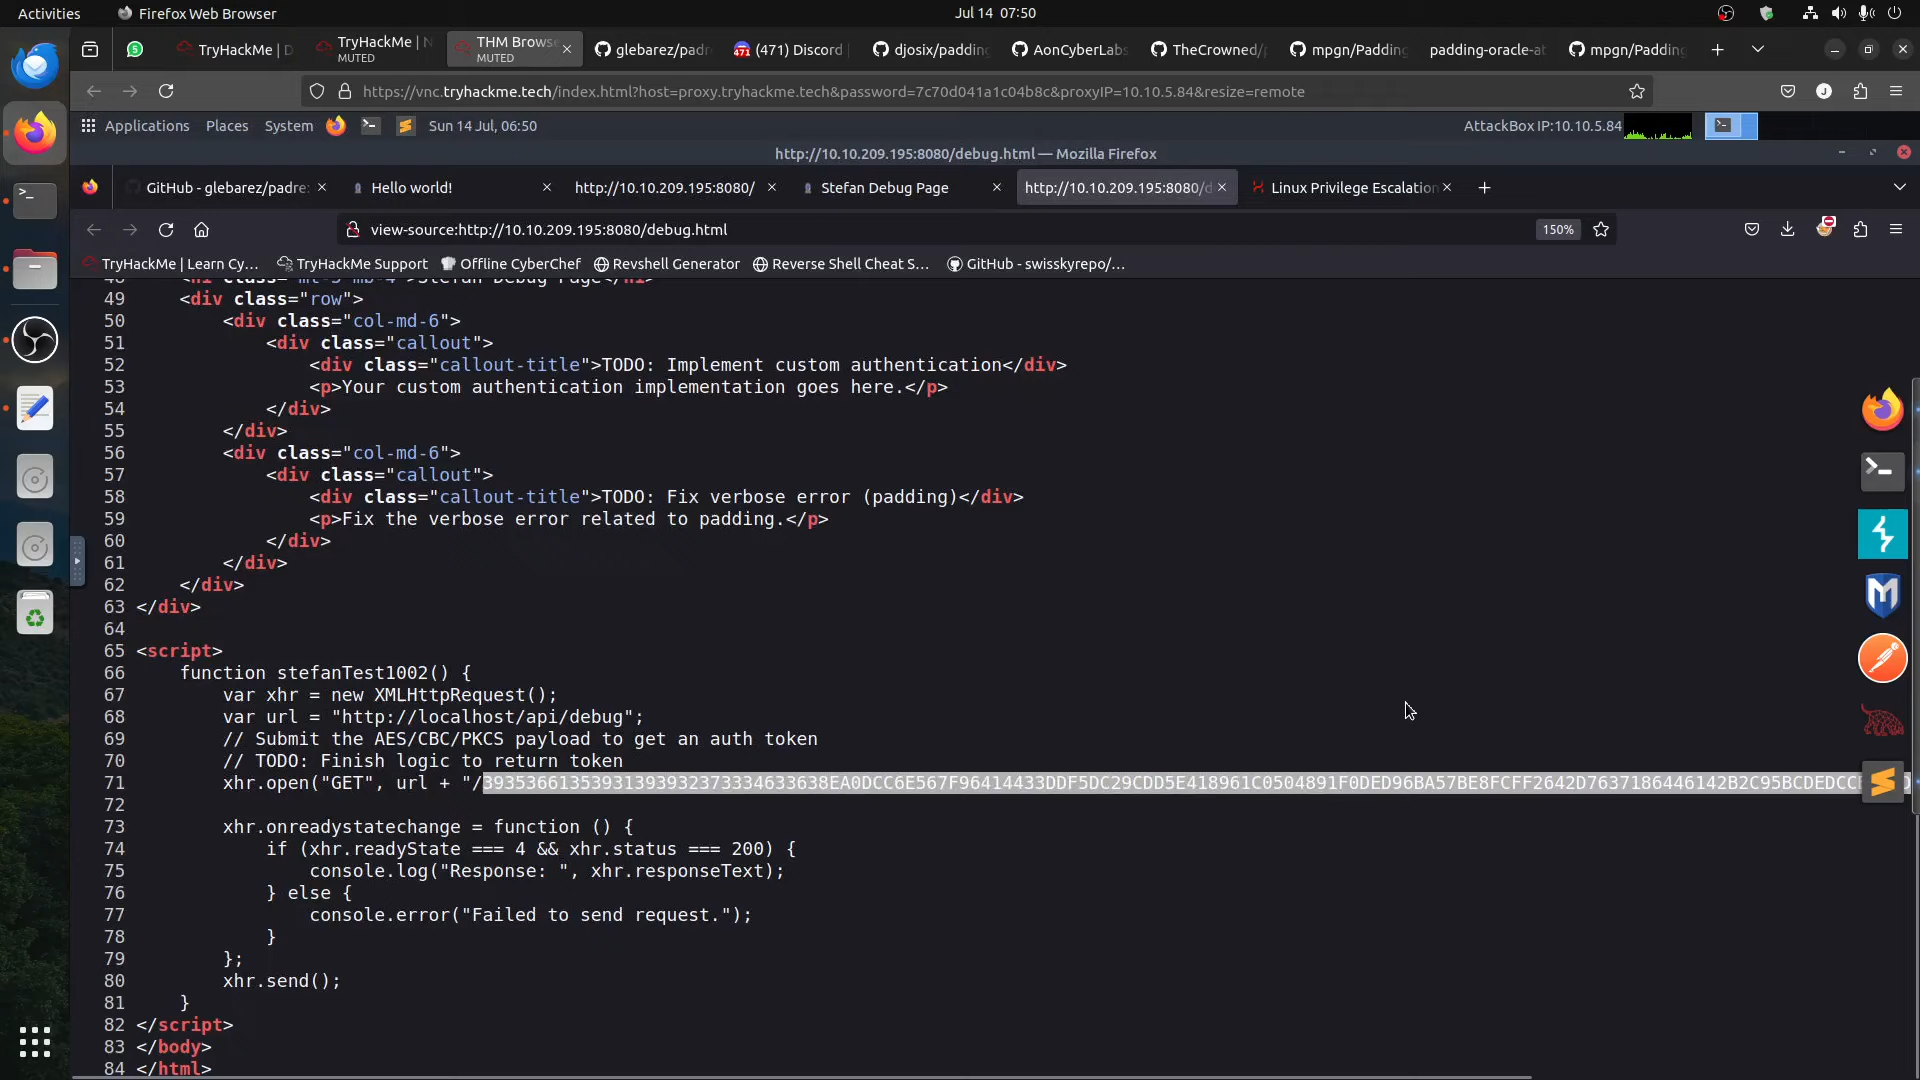 Activities
Firefox Web Browser
Jul 14 07:50
TryHackMe | D
TryHackMe | N
MUTED
THM Brows
MUTED
glebarez/padr
(471) Discord
djosix/padding
AonCyberLabs
TheCrowned/p
mpgn/Padding
padding-oracle-at
mpgn/Padding
https://vnc.tryhackme.tech/index.html?host=proxy.tryhackme.tech&password=7c70d041a1c04b8c&proxyIP=10.10.5.84&resize=remote
Applications
Places
System
Sun 14 Jul, 06:50
AttackBox IP:10.10.5.84
http://10.10.209.195:8080/debug.html — Mozilla Firefox
GitHub - glebarez/padre:
Hello world!
http://10.10.209.195:8080/
Stefan Debug Page
http://10.10.209.195:8080/d
Linux Privilege Escalation
view-source:http://10.10.209.195:8080/debug.html
150%
TryHackMe | Learn Cy…
TryHackMe Support
Offline CyberChef
Revshell Generator
Reverse Shell Cheat S…
GitHub - swisskyrepo/…
48 <h1 class="mt-5 mb-4">Stefan Debug Page</h1>
49 <div class="row">
50 <div class="col-md-6">
51 <div class="callout">
52 <div class="callout-title">TODO: Implement custom authentication</div>
53 <p>Your custom authentication implementation goes here.</p>
54 </div>
55 </div>
56 <div class="col-md-6">
57 <div class="callout">
58 <div class="callout-title">TODO: Fix verbose error (padding)</div>
59 <p>Fix the verbose error related to padding.</p>
60 </div>
61 </div>
62 </div>
63 </div>
64
65 <script>
66 function stefanTest1002() {
67 var xhr = new XMLHttpRequest();
68 var url = "http://localhost/api/debug";
69 // Submit the AES/CBC/PKCS payload to get an auth token
70 // TODO: Finish logic to return token
71 xhr.open("GET", url + "/39353661353931393932373334633638EA0DCC6E567F96414433DDF5DC29CDD5E418961C0504891F0DED96BA57BE8FCFF2642D7637186446142B2C95BCDEDCC
72
73 xhr.onreadystatechange = function () {
74 if (xhr.readyState === 4 && xhr.status === 200) {
75 console.log("Response: ", xhr.responseText);
76 } else {
77 console.error("Failed to send request.");
78 }
79 };
80 xhr.send();
81 }
82 </script>
83 </body>
84 </html>